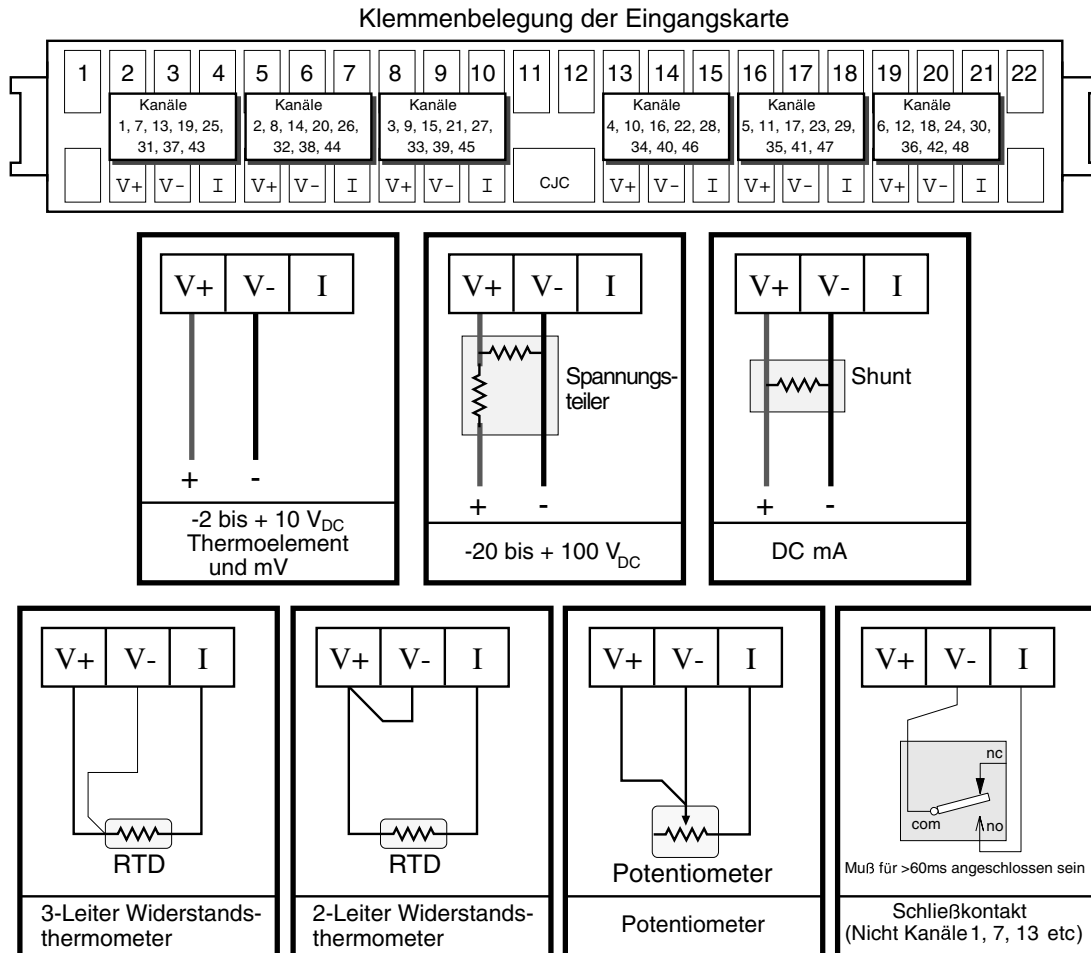 Klemmenbelegung der Eingangskarte
1 2 3 4 5 6 7 8 9 10 11 12 13 14 15 16 17 18 19 20 21 22
Kanäle
1, 7, 13, 19, 25,
31, 37, 43
Kanäle
2, 8, 14, 20, 26,
32, 38, 44
Kanäle
3, 9, 15, 21, 27,
33, 39, 45
Kanäle
4, 10, 16, 22, 28,
34, 40, 46
Kanäle
5, 11, 17, 23, 29,
35, 41, 47
Kanäle
6, 12, 18, 24, 30,
36, 42, 48
V+ V- I V+ V- I V+ V- I CJC V+ V- I V+ V- I V+ V- I
V+ V- I
+ -
-2 bis + 10 VDC
Thermoelement
und mV
V+ V- I
Spannungs-
teiler
+ -
-20 bis + 100 VDC
V+ V- I
Shunt
+ -
DC mA
V+ V- I
RTD
3-Leiter Widerstands-
thermometer
V+ V- I
RTD
2-Leiter Widerstands-
thermometer
V+ V- I
Potentiometer
Potentiometer
V+ V- I
nc
com
no
Muß für >60ms angeschlossen sein
Schließkontakt
(Nicht Kanäle 1, 7, 13 etc)